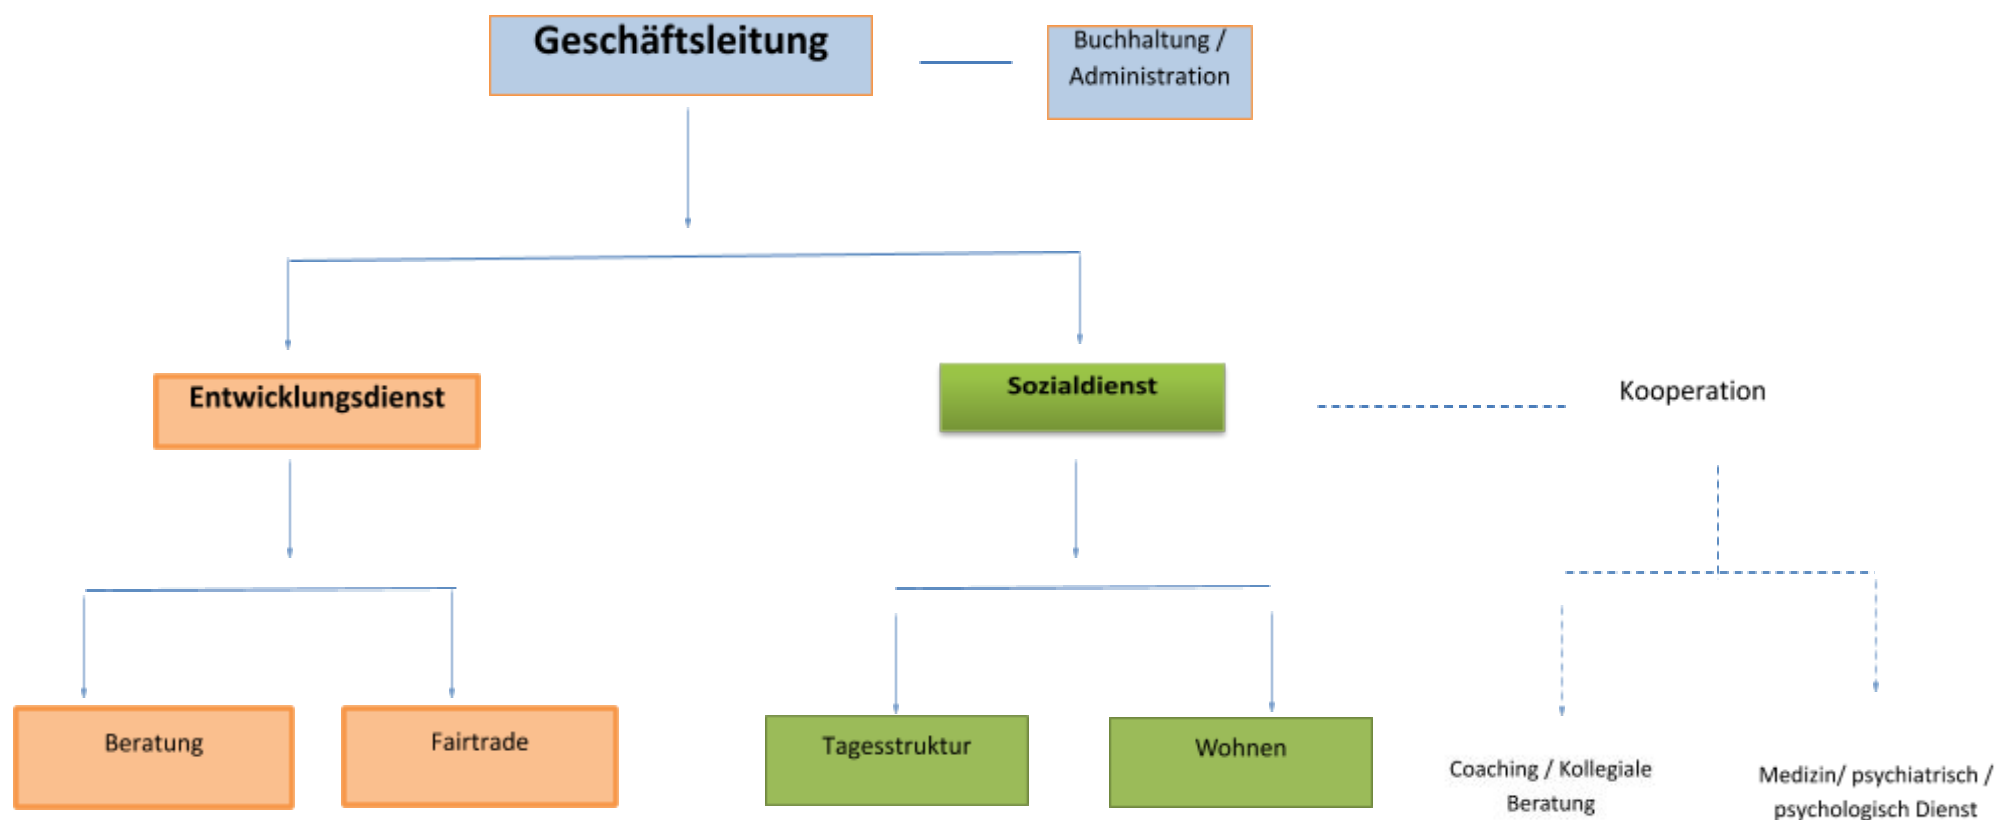 Geschäftsleitung
Buchhaltung /
Administration
Entwicklungsdienst
Sozialdienst
Kooperation
Beratung
Fairtrade
Tagesstruktur
Wohnen
Coaching / Kollegiale
Beratung
Medizin/ psychiatrisch /
psychologisch Dienst